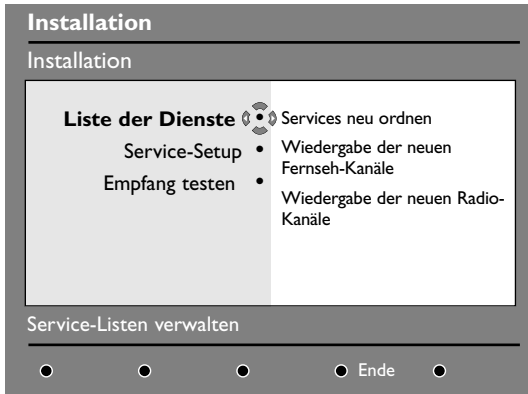 Installation
Installation
Liste der Dienste
Service-Setup
Empfang testen
Services neu ordnen
Wiedergabe der neuen
Fernseh-Kanäle
Wiedergabe der neuen Radio-
Kanäle
Service-Listen verwalten
Ende